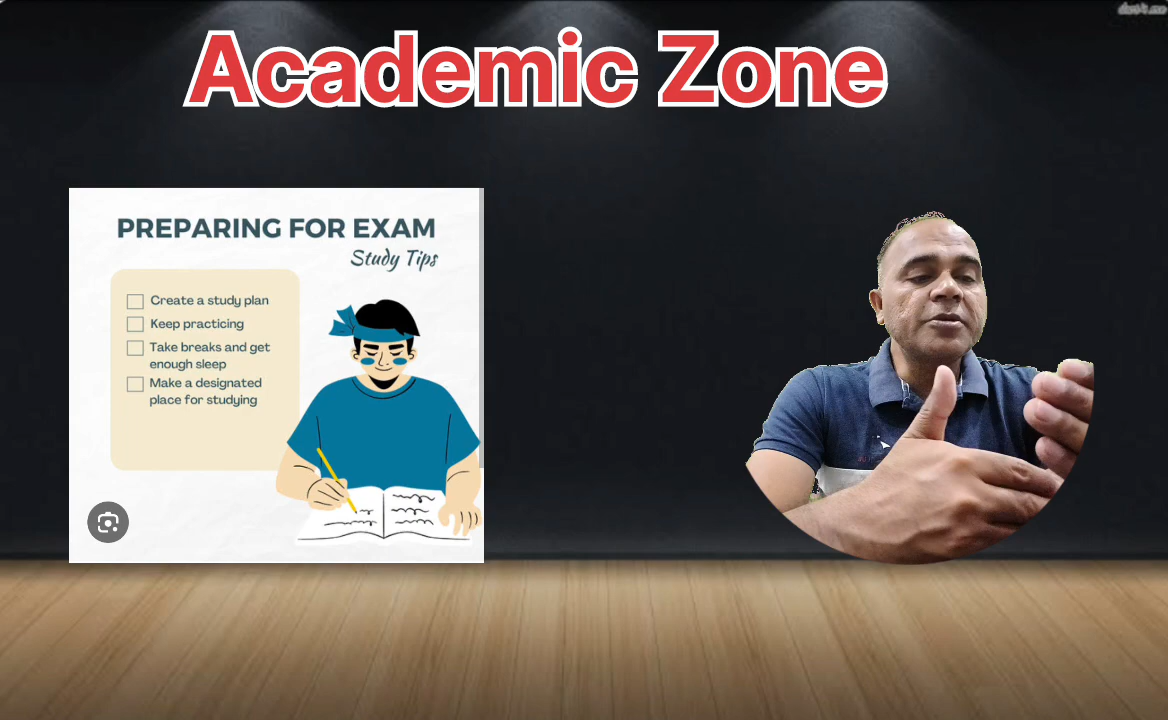 Academic Zone
PREPARING FOR EXAM
Study Tips
Create a study plan
Keep practicing
Take breaks and get
enough sleep
Make a designated
place for studying